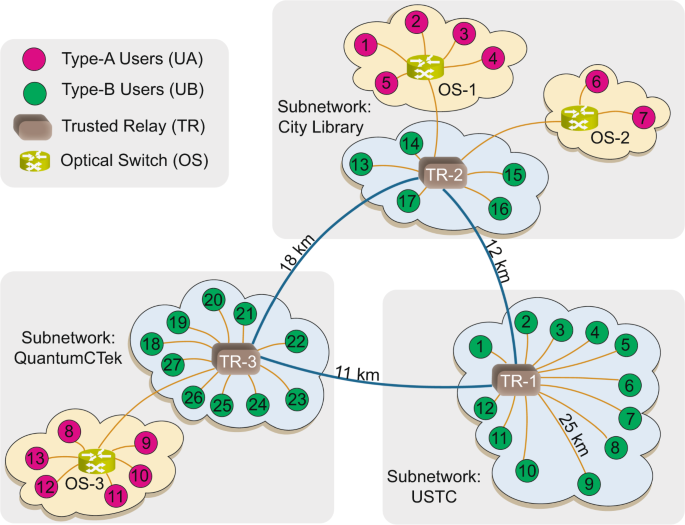 Type-A Users (UA)
Type-B Users (UB)
Trusted Relay (TR)
Optical Switch (OS)
Subnetwork:
City Library
1
2
3
4
5
OS-1
6
7
OS-2
13
14
15
16
17
TR-2
18 km
12 km
11 km
Subnetwork:
QuantumCTek
18
19
20
21
22
23
24
25
26
27
TR-3
8
9
10
11
12
13
OS-3
Subnetwork:
USTC
1
2
3
4
5
6
7
8
9
10
11
12
TR-1
25 km